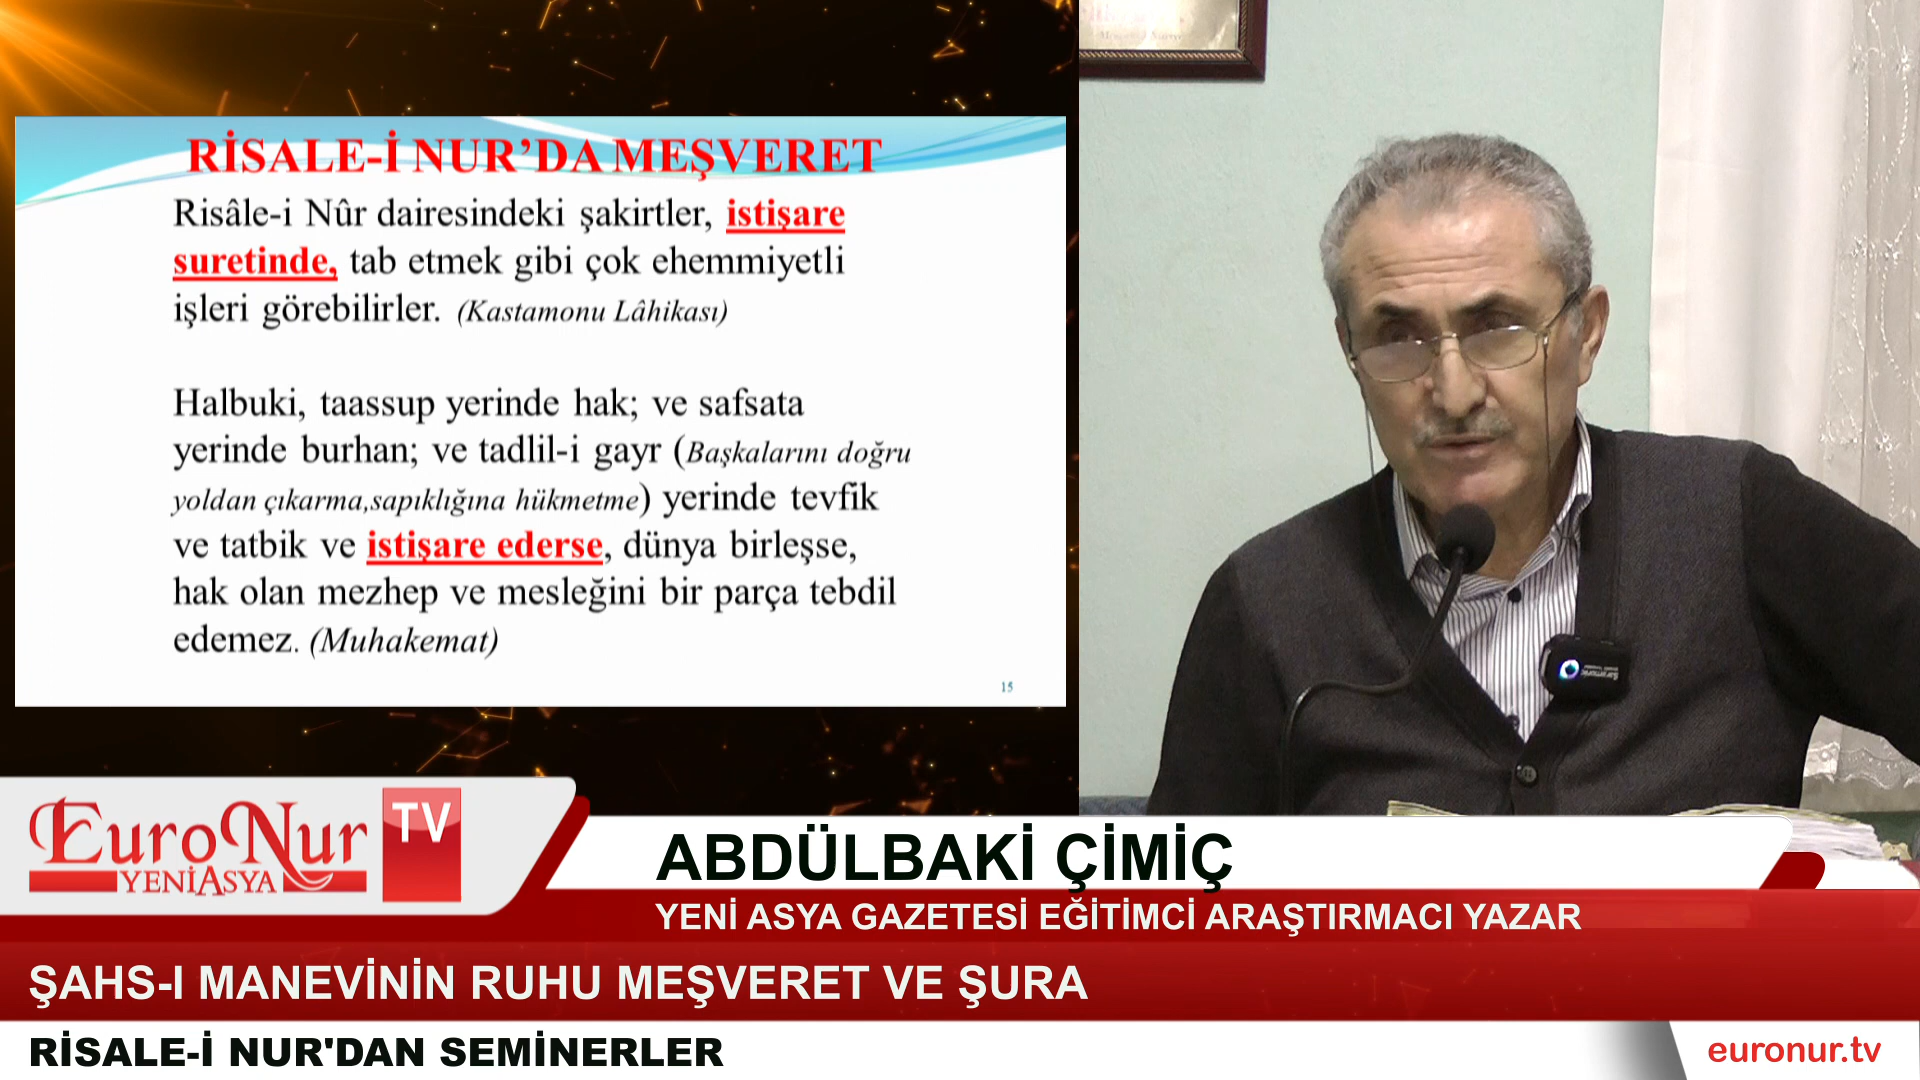 RİSALE-İ NUR’DA MEŞVERET
Risâle-i Nûr dairesindeki şakirtler, istişare
suretinde, tab etmek gibi çok ehemmiyetli
işleri görebilirler. (Kastamonu Lâhikası)
Halbuki, taassup yerinde hak; ve safsata
yerinde burhan; ve tadlil-i gayr (Başkalarını doğru
yoldan çıkarma,sapıklığına hükmetme) yerinde tevfik
ve tatbik ve istişare ederse, dünya birleşse,
hak olan mezhep ve mesleğini bir parça tebdil
edemez. (Muhakemat)
15
Saramonic
EURONUR TV
YENİASYA
ABDÜLBAKİ ÇİMİÇ
YENİ ASYA GAZETESİ EĞİTİMCİ ARAŞTIRMACI YAZAR
ŞAHS-I MANEVİNİN RUHU MEŞVERET VE ŞURA
RİSALE-İ NUR'DAN SEMİNERLER
euronur.tv